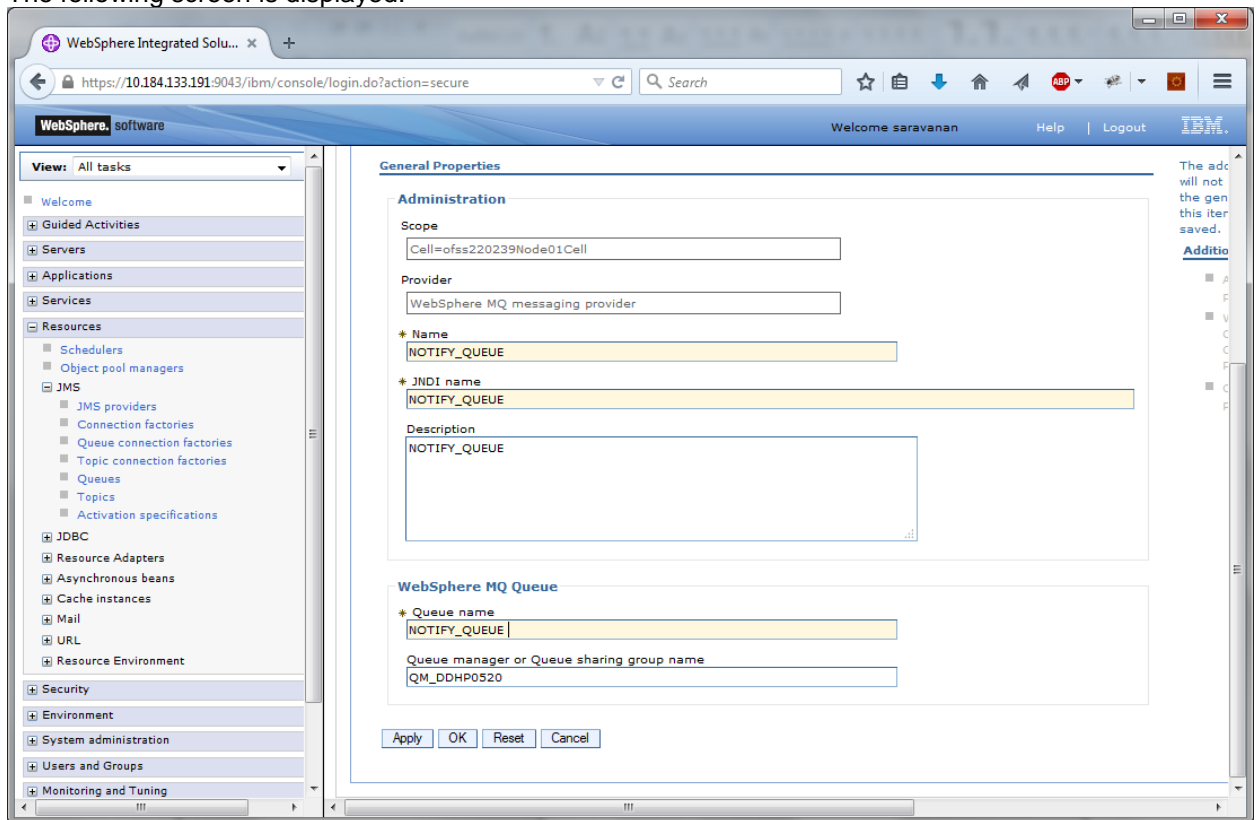 The following screen is displayed.
WebSphere Integrated Solu... × +
https://10.184.133.191:9043/ibm/console/login.do?action=secure
Search
ABP
WebSphere. software
Welcome saravanan
Help | Logout
IBM.
View: All tasks
Welcome
Guided Activities
Servers
Applications
Services
Resources
Schedulers
Object pool managers
JMS
JMS providers
Connection factories
Queue connection factories
Topic connection factories
Queues
Topics
Activation specifications
JDBC
Resource Adapters
Asynchronous beans
Cache instances
Mail
URL
Resource Environment
Security
Environment
System administration
Users and Groups
Monitoring and Tuning
General Properties
Administration
Scope
Cell=ofss220239Node01Cell
Provider
WebSphere MQ messaging provider
* Name
NOTIFY_QUEUE
* JNDI name
NOTIFY_QUEUE
Description
NOTIFY_QUEUE
WebSphere MQ Queue
* Queue name
NOTIFY_QUEUE
Queue manager or Queue sharing group name
QM_DDHP0520
Apply OK Reset Cancel
The add
will not
the gen
this iter
saved.
Additio